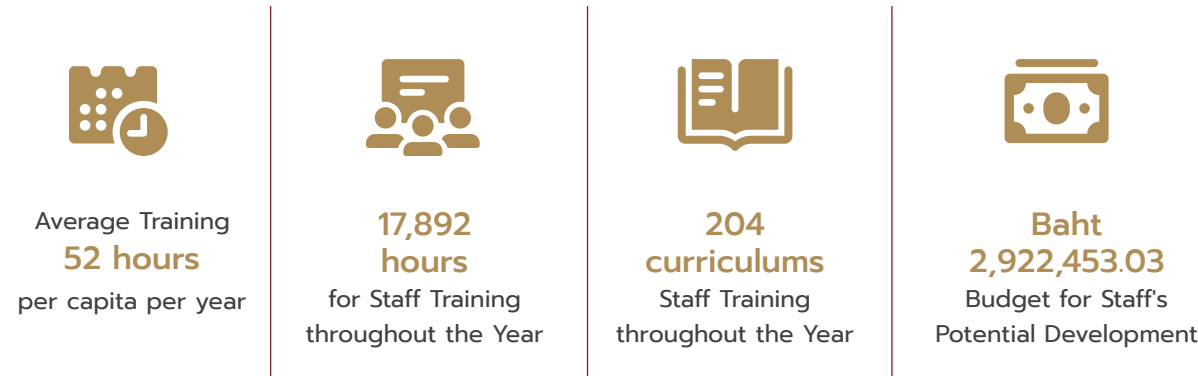 Average Training
52 hours
per capita per year
17,892
hours
for Staff Training
throughout the Year
204
curriculums
Staff Training
throughout the Year
Baht
2,922,453.03
Budget for Staff's
Potential Development